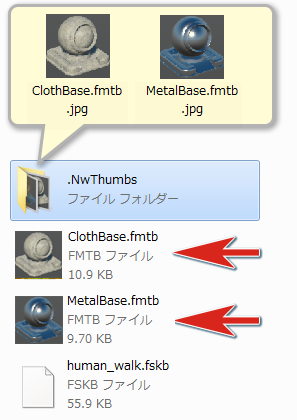 ClothBase.fmtb
.jpg
MetalBase.fmtb
.jpg
.NwThumbs
ファイル フォルダー
ClothBase.fmtb
FMTB ファイル
10.9 KB
MetalBase.fmtb
FMTB ファイル
9.70 KB
human_walk.fskb
FSKB ファイル
55.9 KB